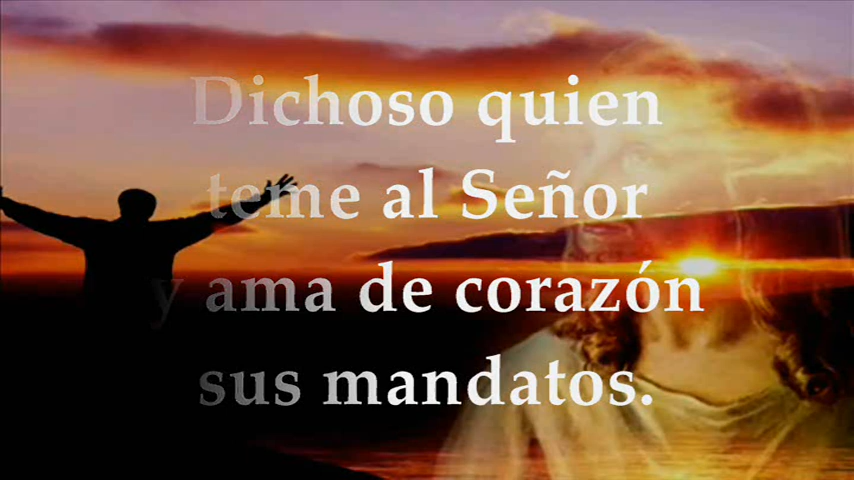 Dichoso quien
teme al Señor
y ama de corazón
sus mandatos.